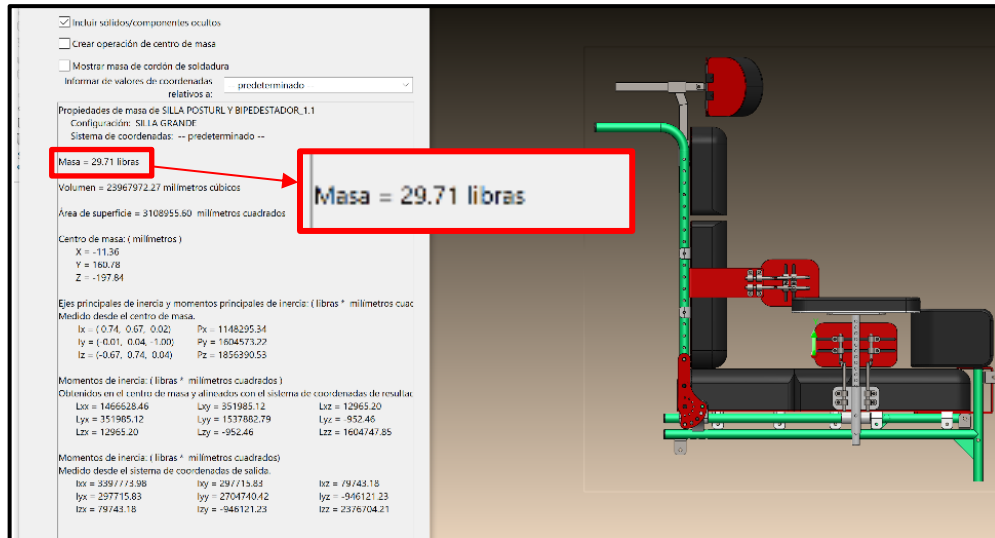 Incluir sólidos/componentes ocultos
Crear operación de centro de masa
Mostrar masa de cordón de soldadura
Informar de valores de coordenadas
relativos a:
-- predeterminado --
Propiedades de masa de SILLA POSTURL Y BIPEDESTADOR_1.1
Configuración: SILLA GRANDE
Sistema de coordenadas: -- predeterminado --
Masa = 29.71 libras
Masa = 29.71 libras
Volumen = 23967972.27 milímetros cúbicos
Área de superficie = 3108955.60 milímetros cuadrados
Centro de masa: ( milímetros )
X = -11.36
Y = 160.78
Z = -197.84
Ejes principales de inercia y momentos principales de inercia: ( libras * milímetros cuac
Medido desde el centro de masa.
Ix = ( 0.74, 0.67, 0.02) Px = 1148295.34
Iy = (-0.01, 0.04, -1.00) Py = 1604573.22
Iz = (-0.67, 0.74, 0.04) Pz = 1856390.53
Momentos de inercia: ( libras * milímetros cuadrados )
Obtenidos en el centro de masa y alineados con el sistema de coordenadas de resultac
Lxx = 1466628.46 Lxy = 351985.12 Lxz = 12965.20
Lyx = 351985.12 Lyy = 1537882.79 Lyz = -952.46
Lzx = 12965.20 Lzy = -952.46 Lzz = 1604747.85
Momentos de inercia: ( libras * milímetros cuadrados)
Medido desde el sistema de coordenadas de salida.
Ixx = 3397773.98 Ixy = 297715.83 Ixz = 79743.18
Iyx = 297715.83 Iyy = 2704740.42 Iyz = -946121.23
Izx = 79743.18 Izy = -946121.23 Izz = 2376704.21